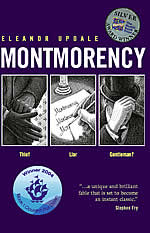 ELEANOR UPDALE
SILVER
MONTMORENCY
Thief
Liar
Gentleman?
Winner 2004
"...a unique and brilliant
fable that is set to become
an instant classic."
Stephen Fry